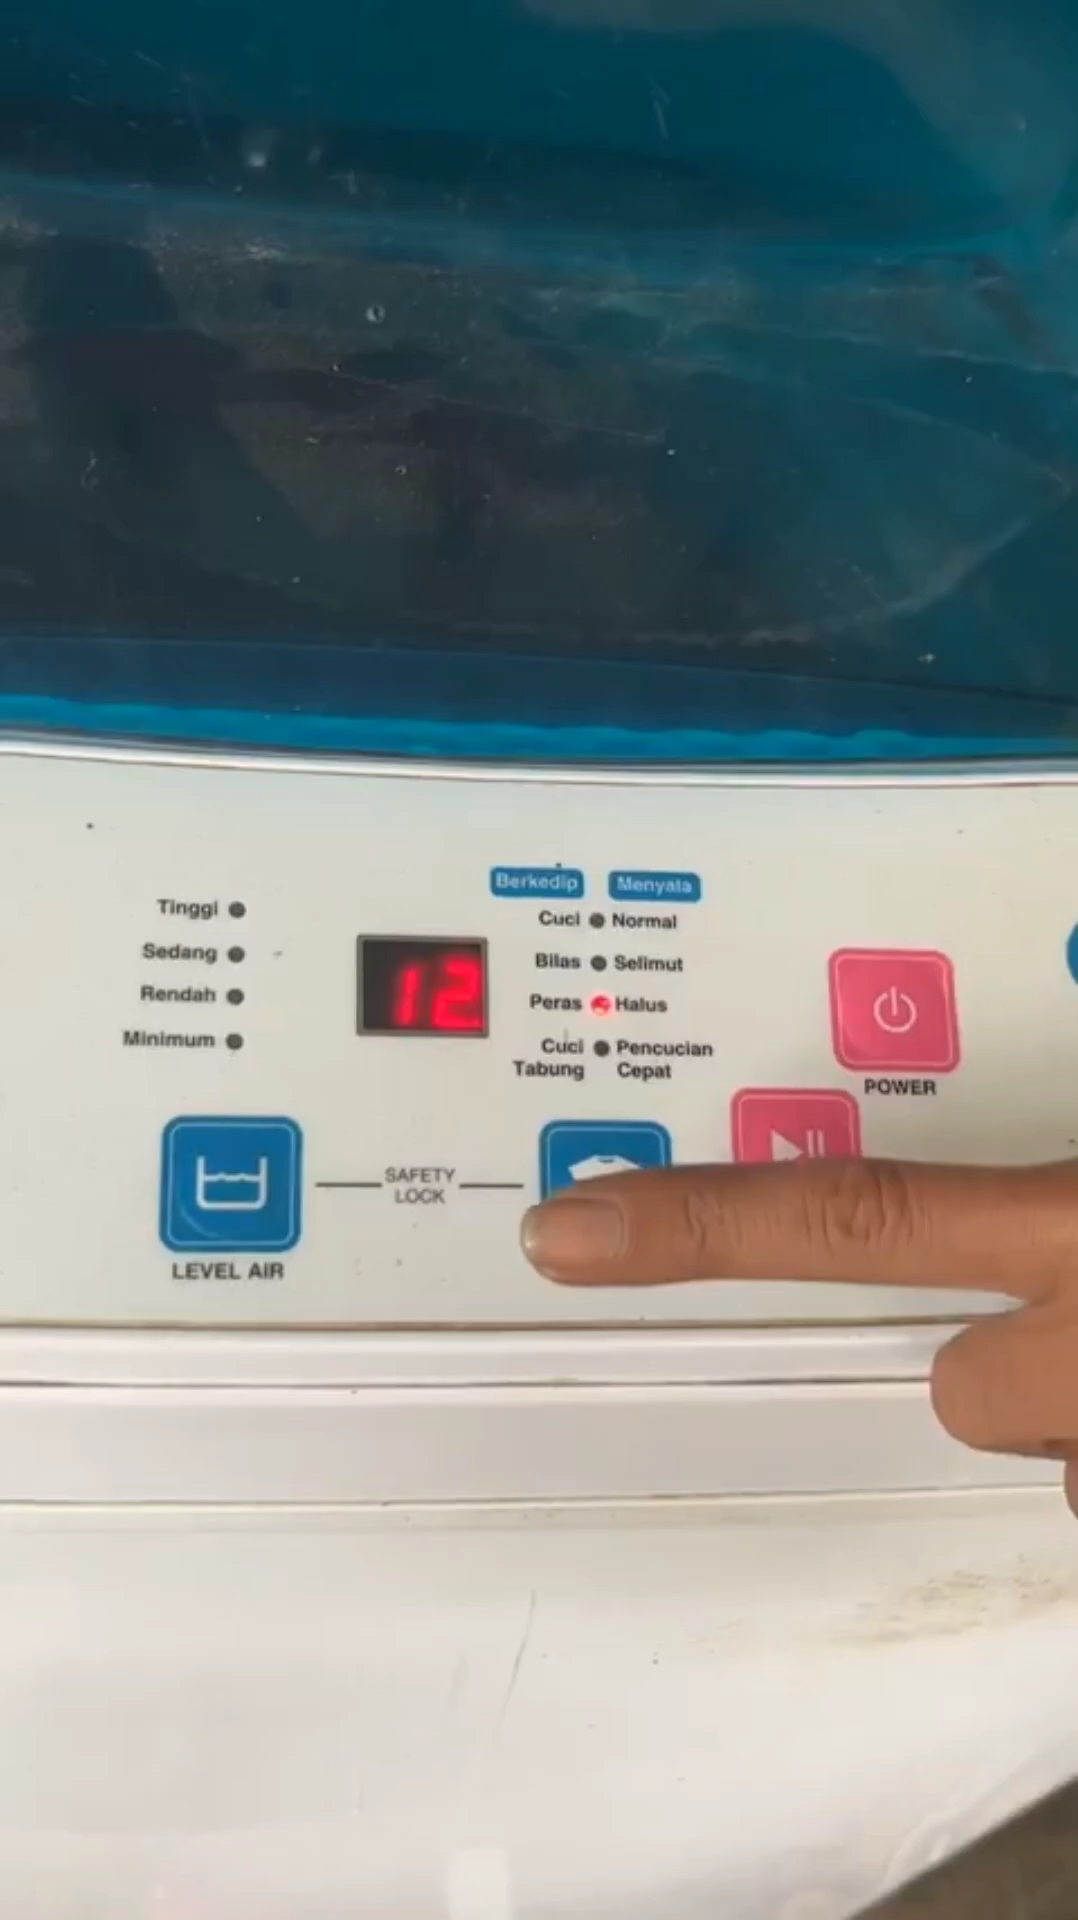 Berkedip Menyala
Tinggi
Cuci Normal
Sedang
Bilas Selimut
Rendah
12
Peras Halus
Minimum
Cuci Tabung
Pencucian Cepat
POWER
SAFETY
LOCK
LEVEL AIR